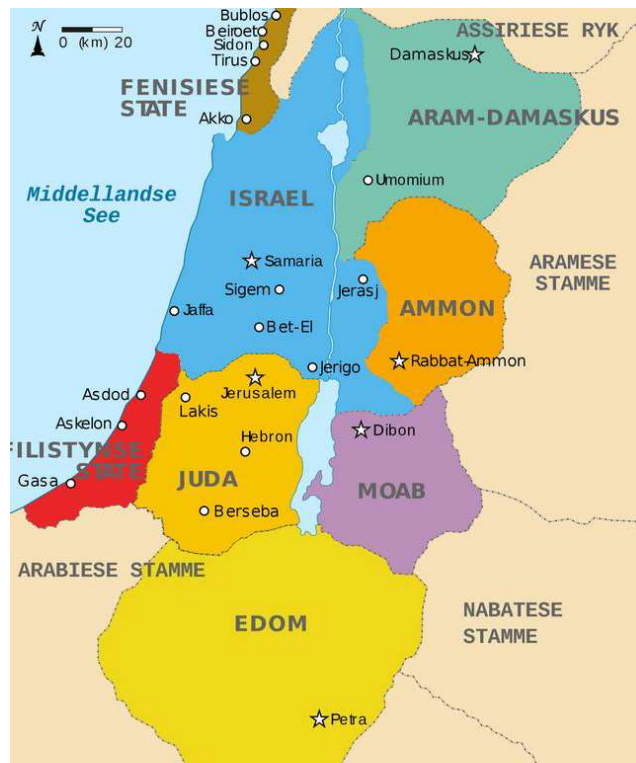 N
0 (km) 20
Bublos
Beiroet
Sidon
Tirus
ASSIRIESE RYK
Damaskus
FENISIESE
STATE
ARAM-DAMASKUS
Akko
Umomium
Middellandse
See
ISRAEL
Samaria
ARAMESE
STAMME
Sigem
Jerasj
AMMON
Jaffa
Bet-El
Jerigo
Rabbat-Ammon
Asdod
Jerusalem
Lakis
Askelon
Dibon
FILISTYNSE
STATE
Hebron
Gasa
JUDA
MOAB
Berseba
ARABIESE STAMME
EDOM
NABATESE
STAMME
Petra